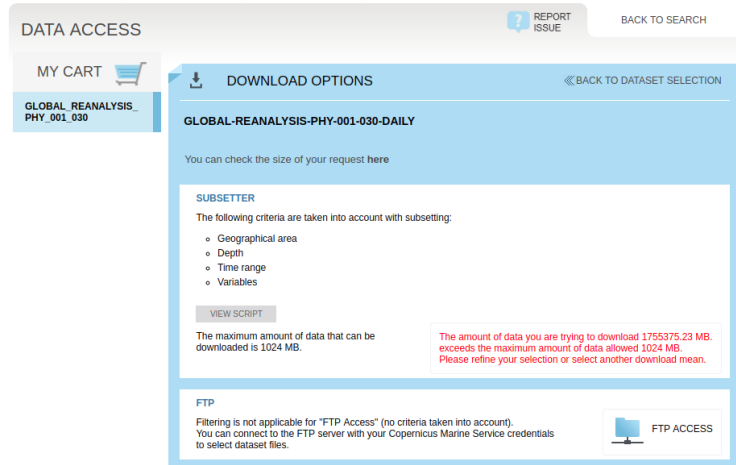 DATA ACCESS
REPORT
ISSUE
BACK TO SEARCH
MY CART
GLOBAL_REANALYSIS_
PHY_001_030
DOWNLOAD OPTIONS
BACK TO DATASET SELECTION
GLOBAL-REANALYSIS-PHY-001-030-DAILY
You can check the size of your request here
SUBSETTER
The following criteria are taken into account with subsetting:
Geographical area
Depth
Time range
Variables
VIEW SCRIPT
The maximum amount of data that can be
downloaded is 1024 MB.
The amount of data you are trying to download 1755375.23 MB.
exceeds the maximum amount of data allowed 1024 MB.
Please refine your selection or select another download mean.
FTP
Filtering is not applicable for "FTP Access" (no criteria taken into account).
You can connect to the FTP server with your Copernicus Marine Service credentials
to select dataset files.
FTP ACCESS